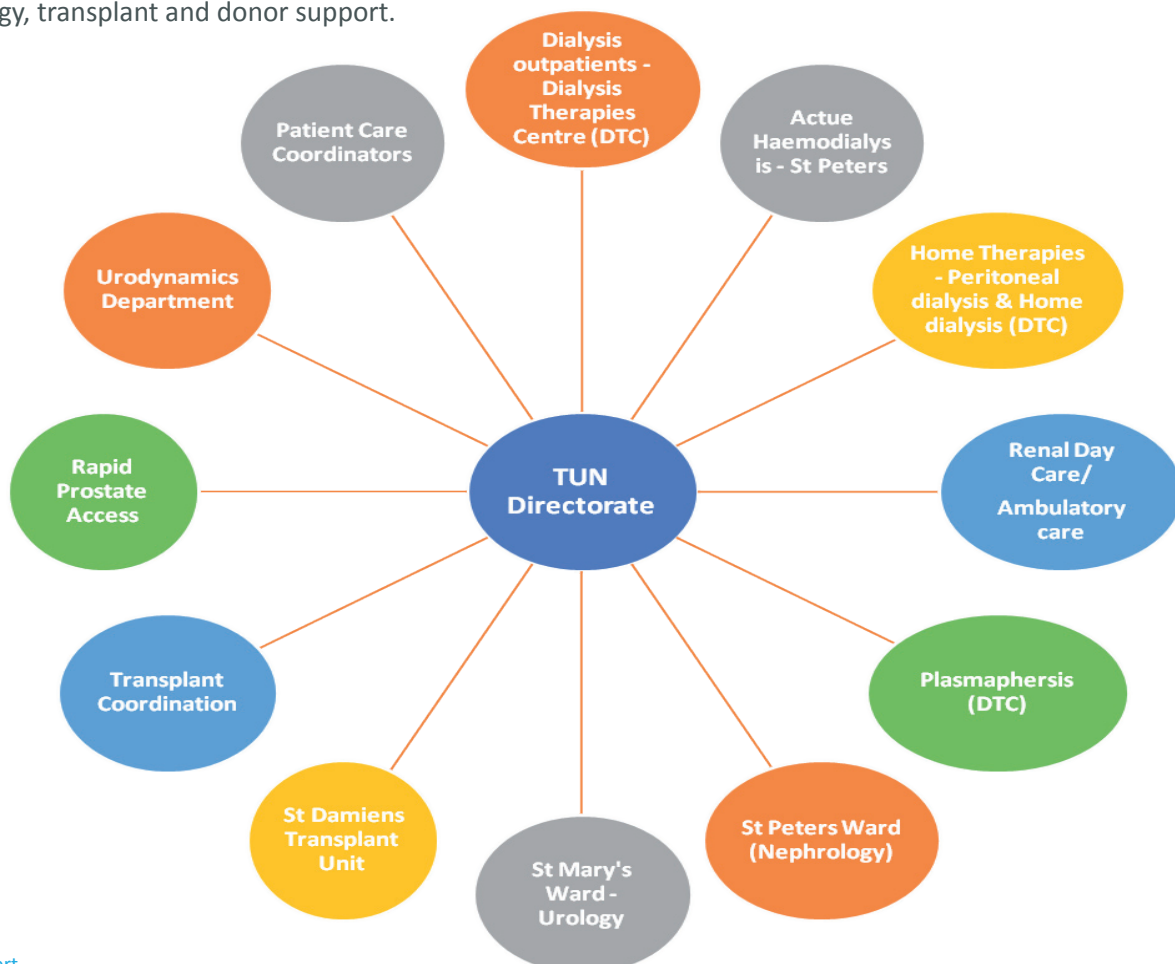 gy, transplant and donor support.
Dialysis
outpatients -
Dialysis
Therapies
Centre (DTC)
Actue
Haemodialys
is - St Peters
Home Therapies
- Peritoneal
dialysis & Home
dialysis (DTC)
Renal Day
Care/
Ambulatory
care
Plasmaphersis
(DTC)
St Peters Ward
(Nephrology)
St Mary's
Ward -
Urology
St Damiens
Transplant
Unit
Transplant
Coordination
Rapid
Prostate
Access
Urodynamics
Department
Patient Care
Coordinators
TUN
Directorate